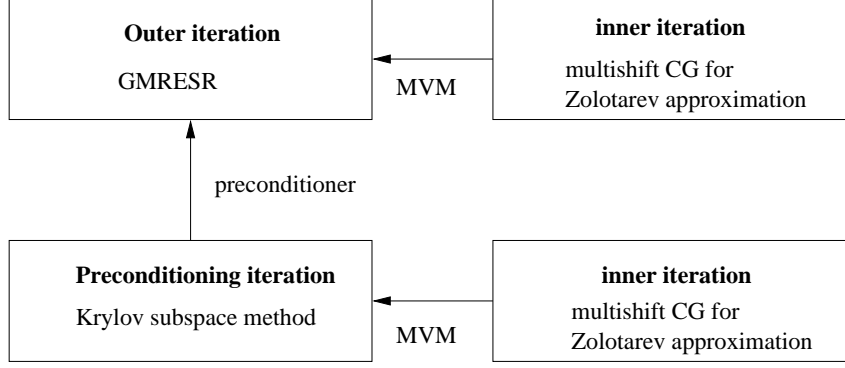 Outer iteration
GMRESR
MVM
inner iteration
multishift CG for
Zolotarev approximation
preconditioner
Preconditioning iteration
Krylov subspace method
MVM
inner iteration
multishift CG for
Zolotarev approximation